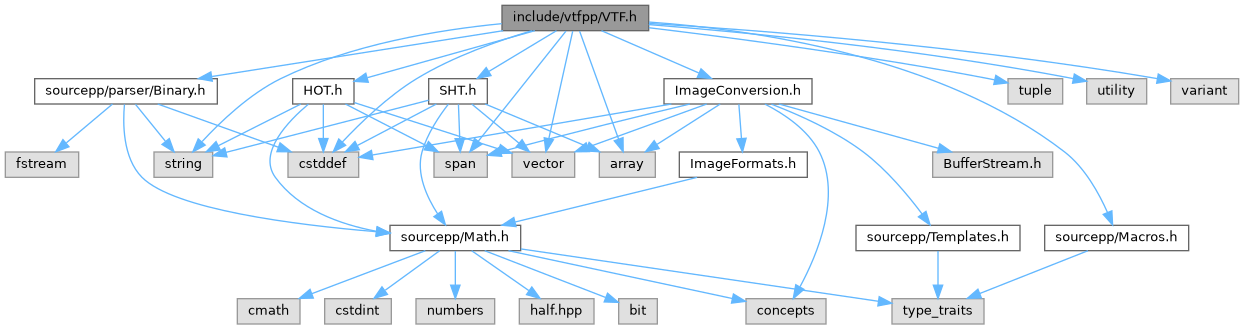 include/vtfpp/VTF.h
sourcepp/parser/Binary.h
HOT.h
SHT.h
ImageConversion.h
tuple
utility
variant
fstream
string
cstddef
span
vector
array
ImageFormats.h
BufferStream.h
sourcepp/Math.h
sourcepp/Templates.h
sourcepp/Macros.h
cmath
cstdint
numbers
half.hpp
bit
concepts
type_traits